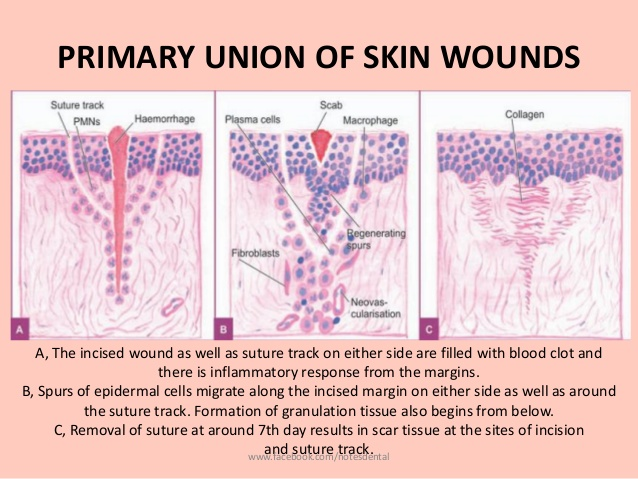 PRIMARY UNION OF SKIN WOUNDS
Suture track
PMNs
Haemorrhage
A
Scab
Plasma cells
Macrophage
Regenerating
spurs
Fibroblasts
Neovas-
cularisation
B
Collagen
C
A, The incised wound as well as suture track on either side are filled with blood clot and
there is inflammatory response from the margins.
B, Spurs of epidermal cells migrate along the incised margin on either side as well as around
the suture track. Formation of granulation tissue also begins from below.
C, Removal of suture at around 7th day results in scar tissue at the sites of incision
and suture track.
www.facebook.com/notesdental